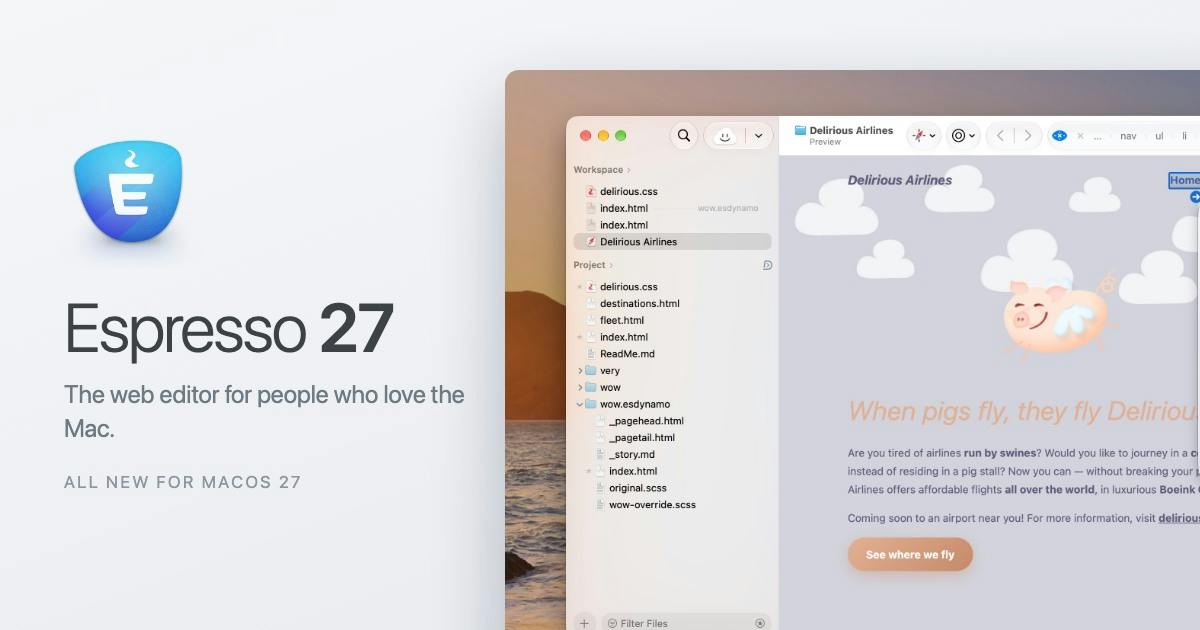 E
Espresso 27
The web editor for people who love the
Mac.
ALL NEW FOR MACOS 27
Delirious Airlines
Preview
... nav ul li
Workspace
delirious.css
index.html wow.esdynamo
index.html
Delirious Airlines
Project
delirious.css
destinations.html
fleet.html
index.html
ReadMe.md
very
wow
wow.esdynamo
_pagehead.html
_pagetail.html
_story.md
index.html
original.scss
wow-override.scss
Filter Files
Delirious Airlines
Home
When pigs fly, they fly Deliriou
Are you tired of airlines run by swines? Would you like to journey in a c
instead of residing in a pig stall? Now you can — without breaking your
Airlines offers affordable flights all over the world, in luxurious Boeink
Coming soon to an airport near you! For more information, visit delirious
See where we fly